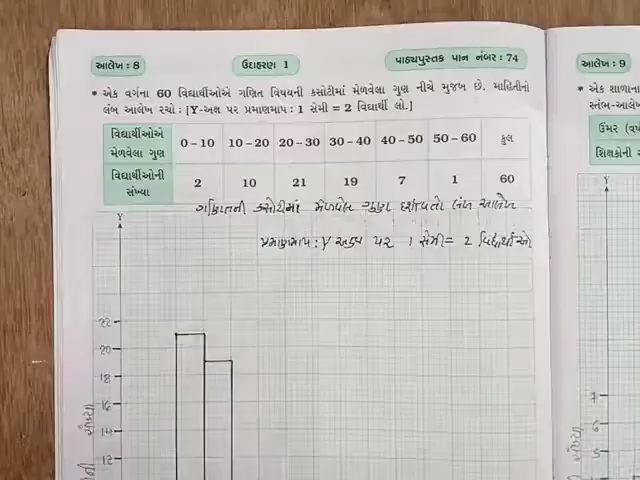 આલેખ : 8
ઉદાહરણ 1
પાઠ્યપુસ્તક પાન નંબર : 74
* એક વર્ગના 60 વિદ્યાર્થીઓએ ગણિત વિષયની કસોટીમાં મેળવેલા ગુણ નીચે મુજબ છે. માહિતીનો
લંબ આલેખ રચો : [Y-અક્ષ પર પ્રમાણમાપ : 1 સેમી = 2 વિદ્યાર્થી લો.]
વિદ્યાર્થીઓએ મેળવેલા ગુણ 0-10 10-20 20-30 30-40 40-50 50-60 કુલ
વિદ્યાર્થીઓની સંખ્યા 2 10 21 19 7 1 60
ગણિતની કસોટીમાં મેળવેલ ગુણ દર્શાવતો લંબ આલેખ
પ્રમાણમાપ : Y અક્ષ પર 1 સેમી = 2 વિદ્યાર્થીઓ
Y
22
20
18
16
14
12
સંખ્યા
આલેખ : 9
* એક શાળાના
સ્તંભ-આલેખ
ઉંમર (વર્ષ
શિક્ષકોની
Y
7
6
5
સંખ્યા